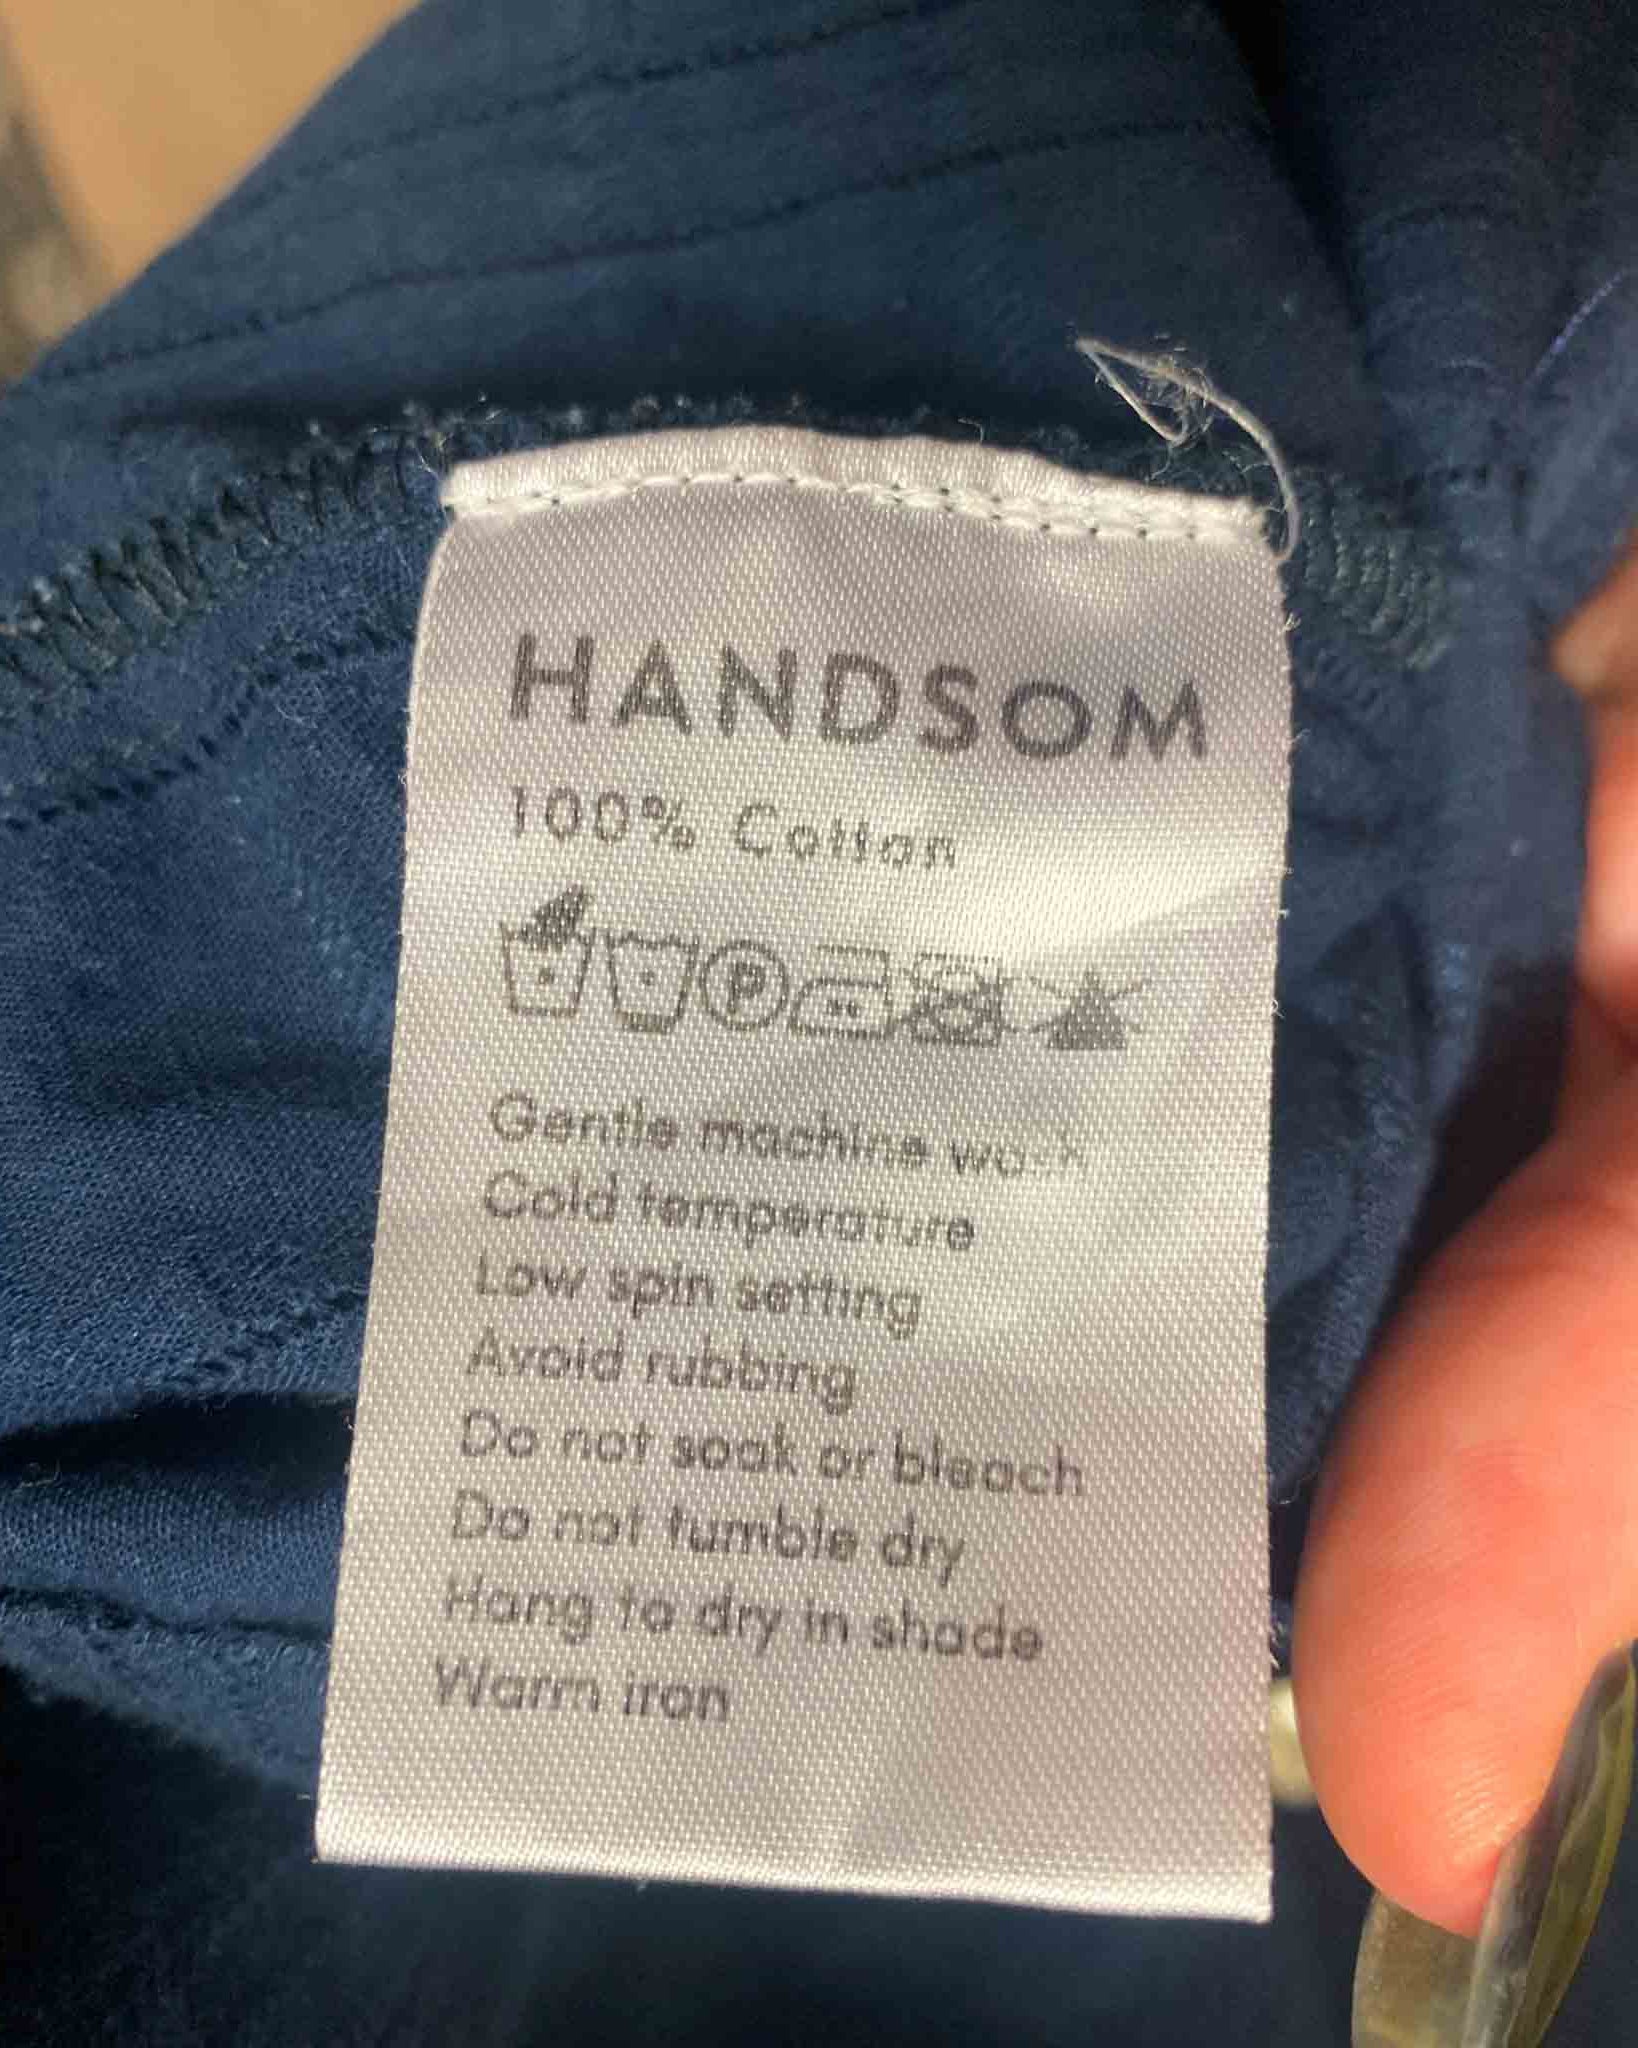 HANDSOM
100% Cotton
P
Gentle machine wash
Cold temperature
Low spin setting
Avoid rubbing
Do not soak or bleach
Do not tumble dry
Hang to dry in shade
Warm iron